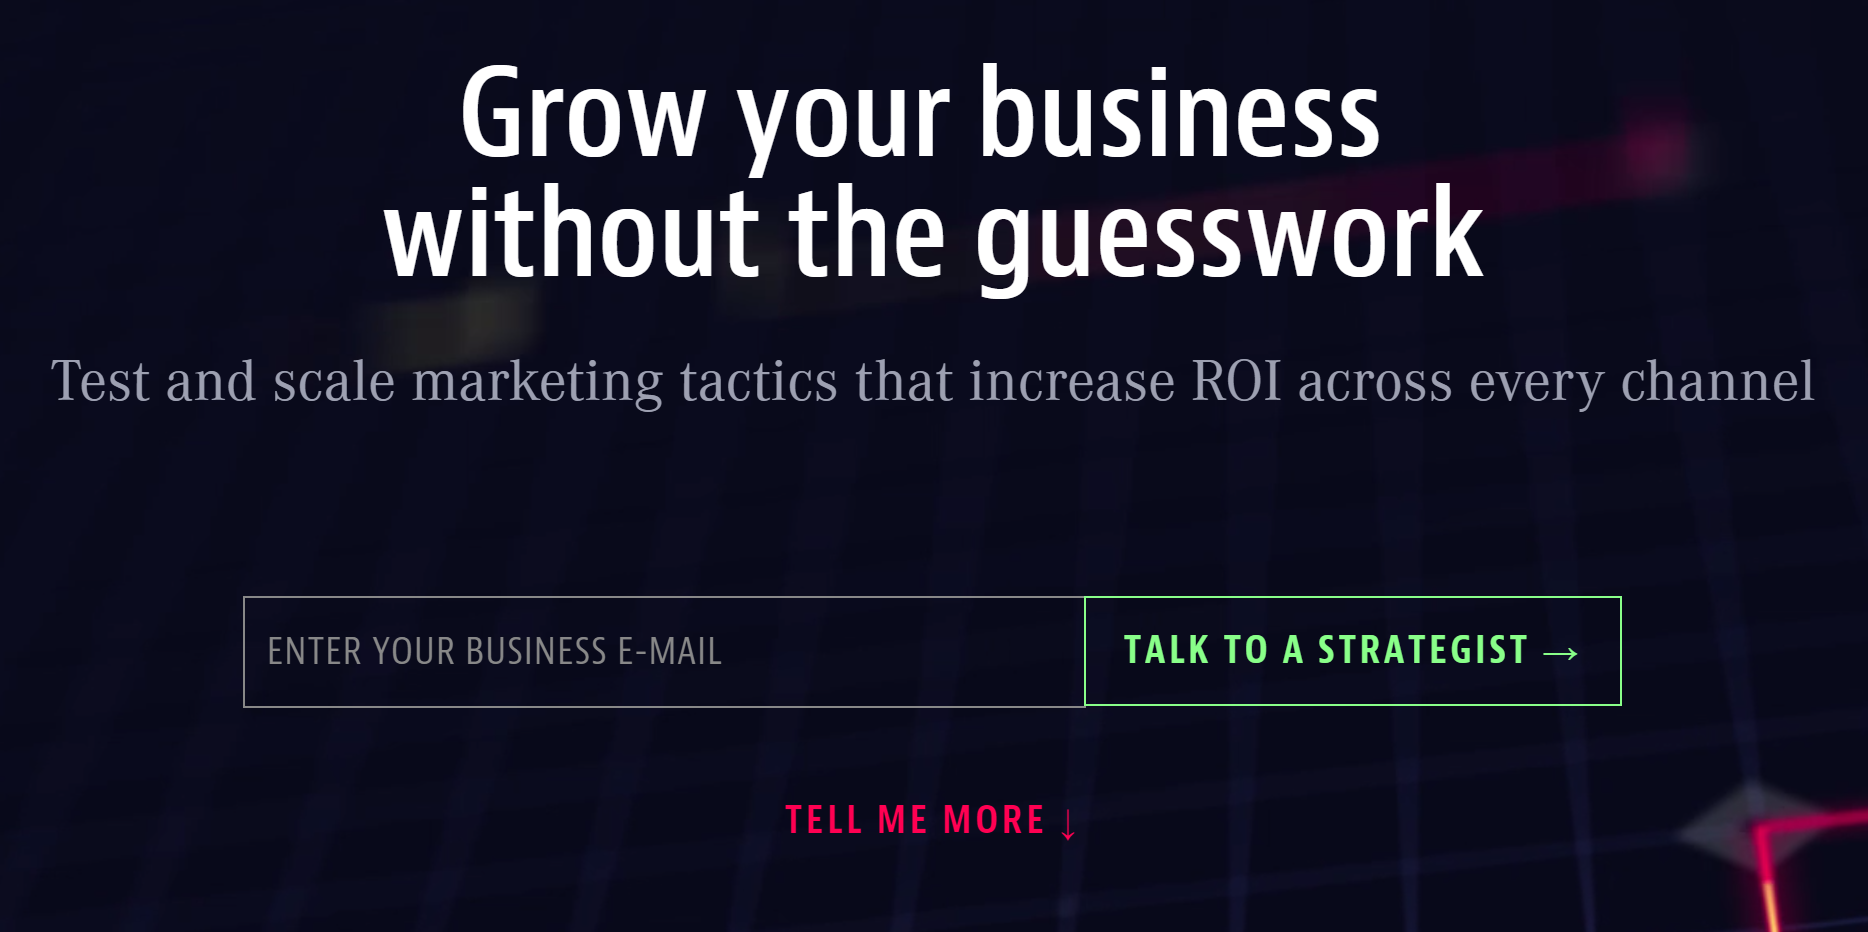 Grow your business
without the guesswork
Test and scale marketing tactics that increase ROI across every channel
ENTER YOUR BUSINESS E-MAIL
TALK TO A STRATEGIST →
TELL ME MORE ↓